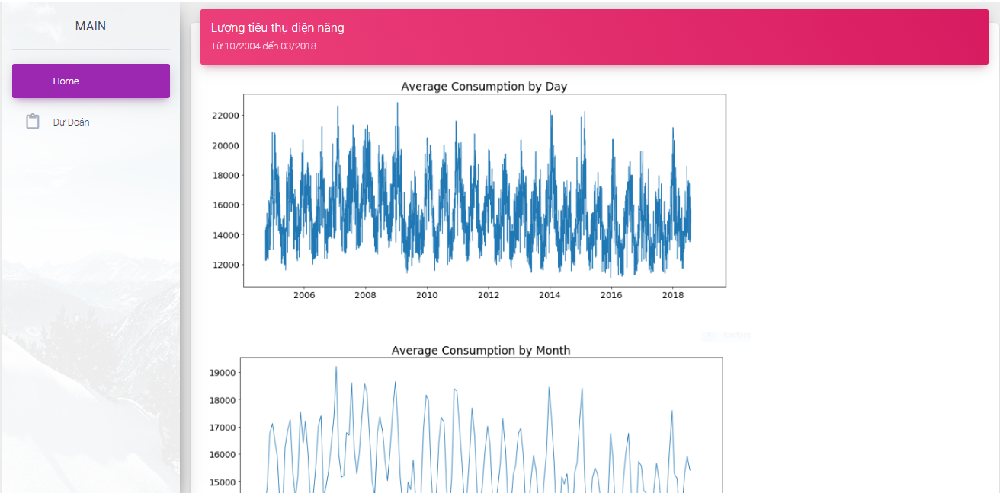 MAIN
Home
Dự Đoán
Lượng tiêu thụ điện năng
Từ 10/2004 đến 03/2018
Average Consumption by Day
22000
20000
18000
16000
14000
12000
2006 2008 2010 2012 2014 2016 2018
Average Consumption by Month
19000
18000
17000
16000
15000